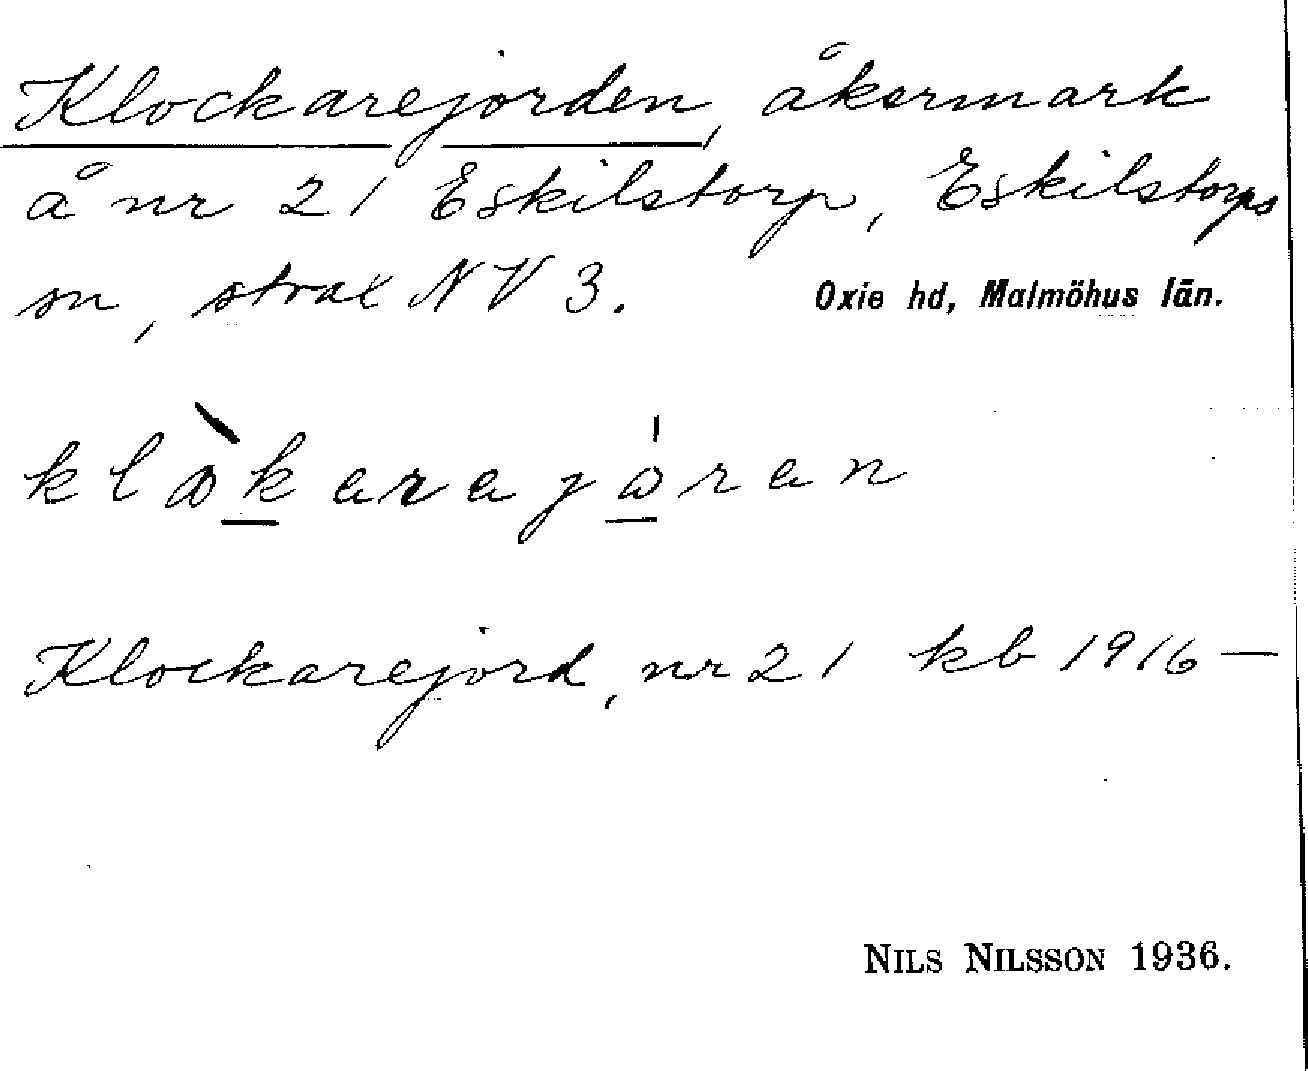 Klockarejorden, åkermark
å nr 21 Eskilstorp, Eskilstorps
sn, strax NV 3. Oxie hd, Malmöhus län.
Klockarejord, nr 21 kb 1916—
NILS NILSSON 1936.